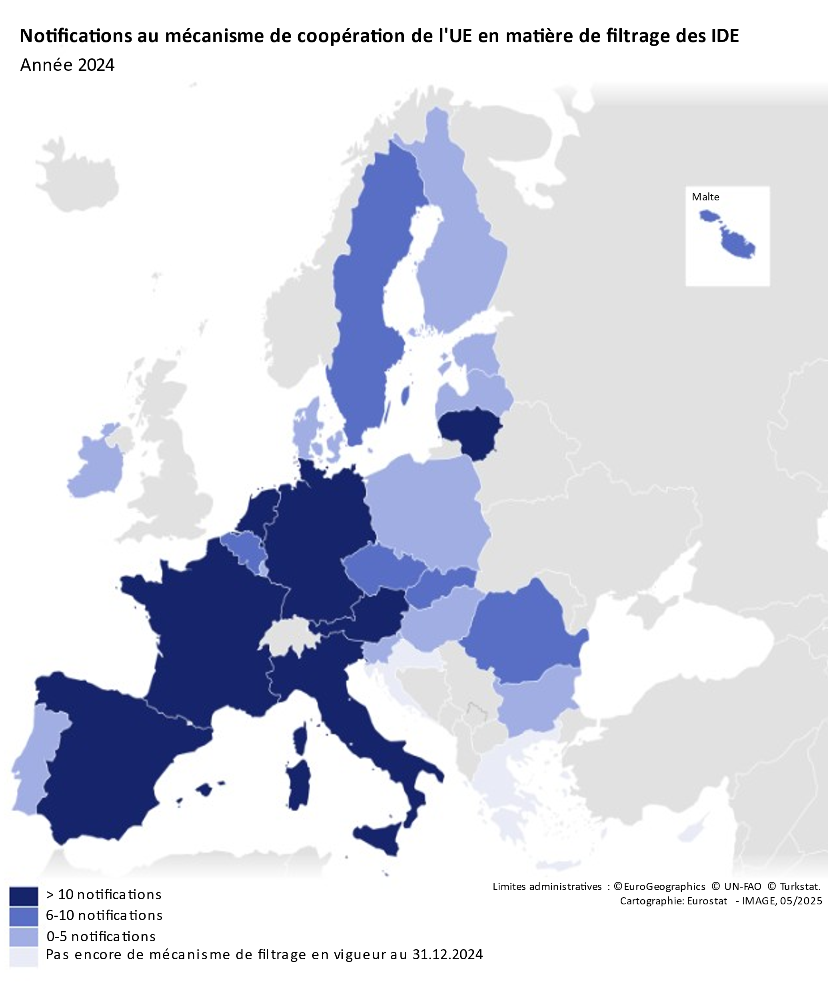 Notifications au mécanisme de coopération de l'UE en matière de filtrage des IDE
Année 2024
Malte
> 10 notifications
6-10 notifications
0-5 notifications
Pas encore de mécanisme de filtrage en vigueur au 31.12.2024
Limites administratives : ©EuroGeographics © UN-FAO © Turkstat.
Cartographie: Eurostat - IMAGE, 05/2025